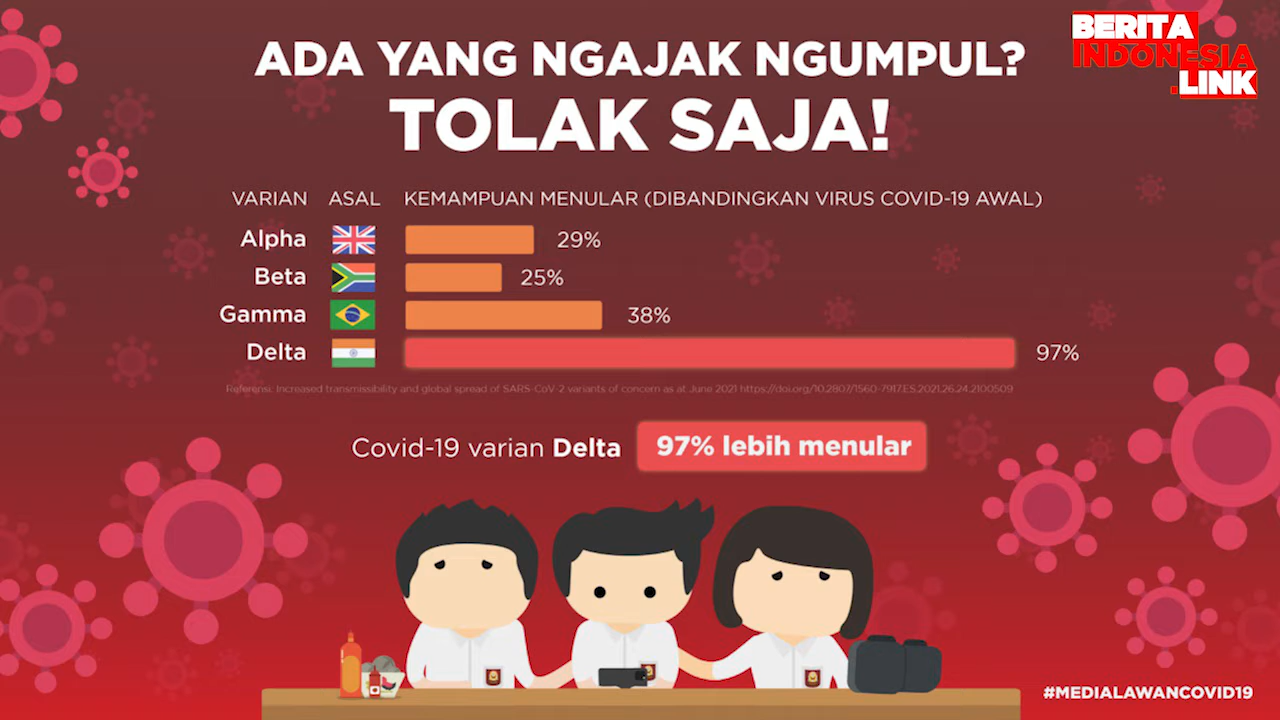 BERITA
INDONESIA
.LINK
ADA YANG NGAJAK NGUMPUL?
TOLAK SAJA!
VARIAN ASAL KEMAMPUAN MENULAR (DIBANDINGKAN VIRUS COVID-19 AWAL)
Alpha 29%
Beta 25%
Gamma 38%
Delta 97%
Referensi: Increased transmissibility and global spread of SARS-CoV-2 variants of concern as at June 2021 https://doi.org/10.2807/1560-7917.ES.2021.26.24.2100509
Covid-19 varian Delta 97% lebih menular
#MEDIALAWANCOVID19